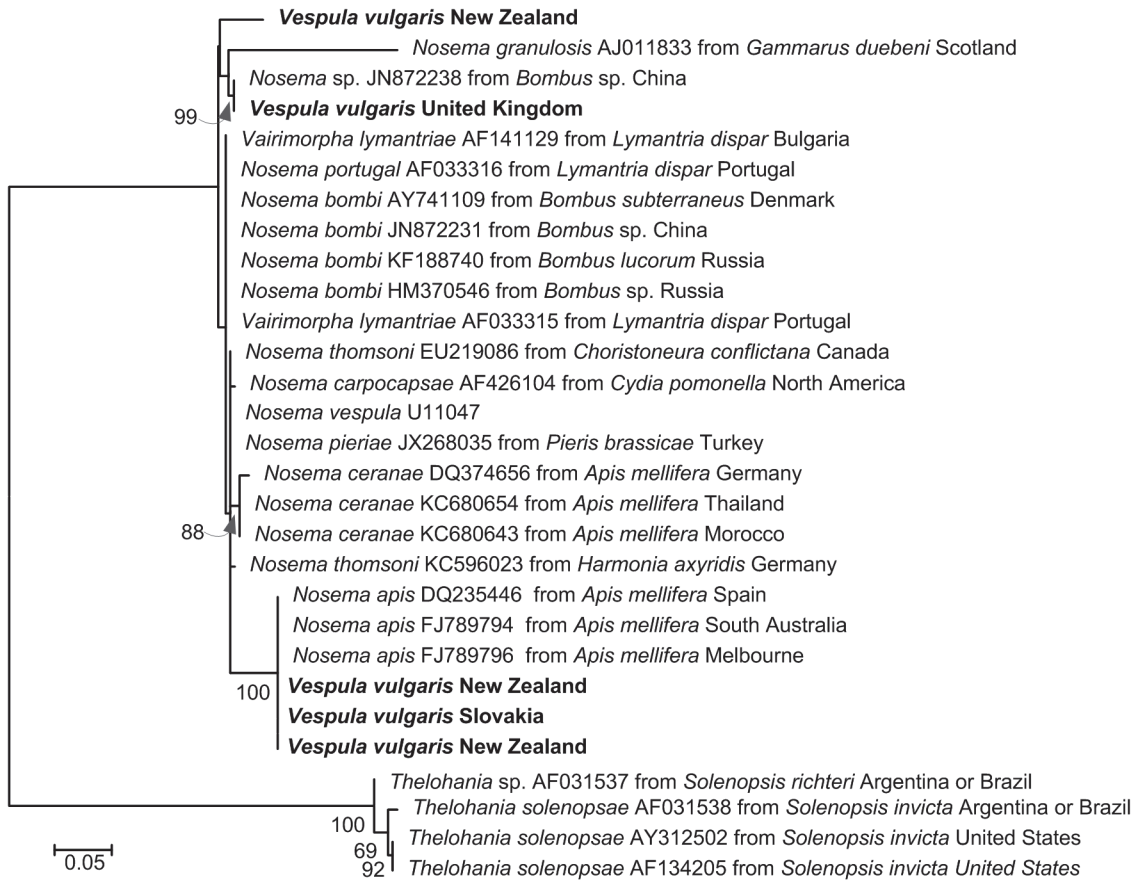 Vespula vulgaris New Zealand
Nosema granulosis AJ011833 from Gammarus duebeni Scotland
Nosema sp. JN872238 from Bombus sp. China
Vespula vulgaris United Kingdom
99
Vairimorpha lymantriae AF141129 from Lymantria dispar Bulgaria
Nosema portugal AF033316 from Lymantria dispar Portugal
Nosema bombi AY741109 from Bombus subterraneus Denmark
Nosema bombi JN872231 from Bombus sp. China
Nosema bombi KF188740 from Bombus lucorum Russia
Nosema bombi HM370546 from Bombus sp. Russia
Vairimorpha lymantriae AF033315 from Lymantria dispar Portugal
Nosema thomsoni EU219086 from Choristoneura conflictana Canada
Nosema carpocapsae AF426104 from Cydia pomonella North America
Nosema vespula U11047
Nosema pieriae JX268035 from Pieris brassicae Turkey
Nosema ceranae DQ374656 from Apis mellifera Germany
Nosema ceranae KC680654 from Apis mellifera Thailand
88
Nosema ceranae KC680643 from Apis mellifera Morocco
Nosema thomsoni KC596023 from Harmonia axyridis Germany
Nosema apis DQ235446 from Apis mellifera Spain
Nosema apis FJ789794 from Apis mellifera South Australia
Nosema apis FJ789796 from Apis mellifera Melbourne
100
Vespula vulgaris New Zealand
Vespula vulgaris Slovakia
Vespula vulgaris New Zealand
Thelohania sp. AF031537 from Solenopsis richteri Argentina or Brazil
Thelohania solenopsae AF031538 from Solenopsis invicta Argentina or Brazil
100
Thelohania solenopsae AY312502 from Solenopsis invicta United States
69
92
Thelohania solenopsae AF134205 from Solenopsis invicta United States
0.05